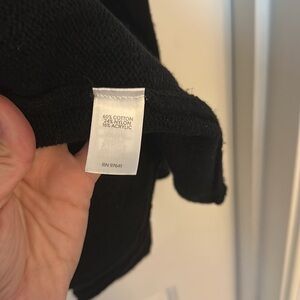 60% COTTON
24% NYLON
16% ACRYLIC
RN 97641